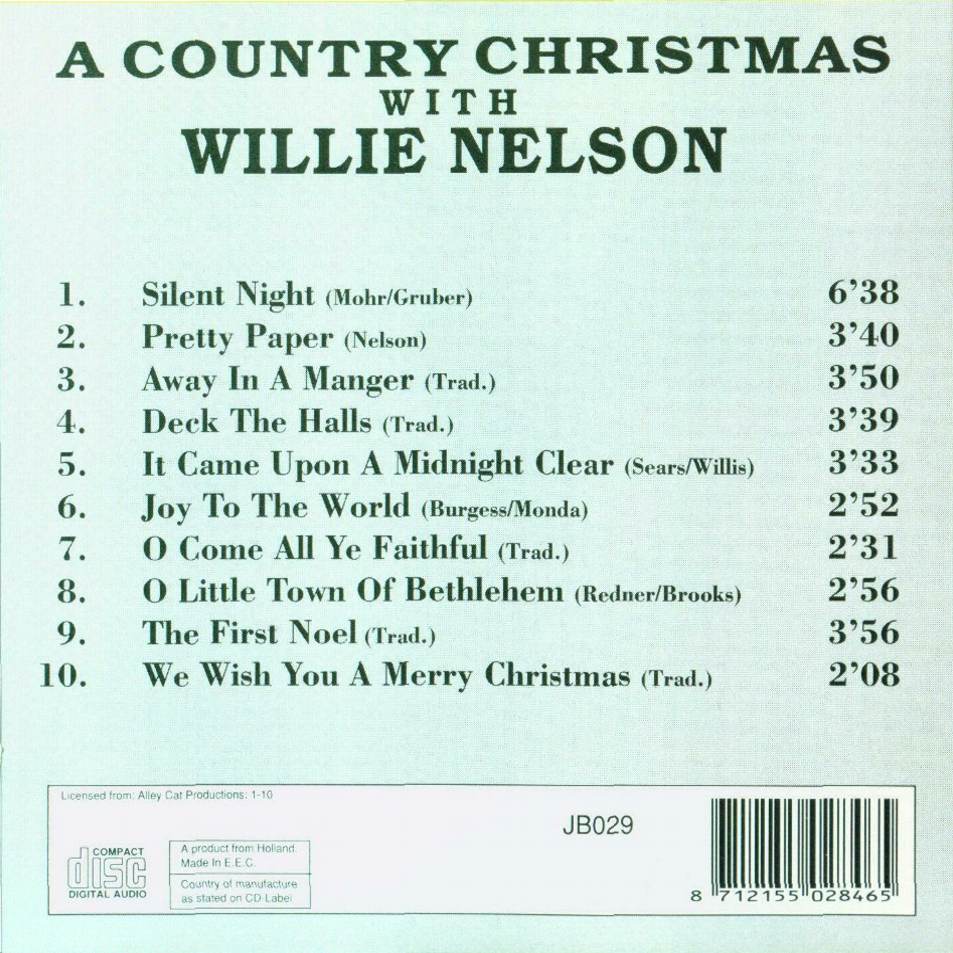 A COUNTRY CHRISTMAS
WITH
WILLIE NELSON
1. Silent Night (Mohr/Gruber) 6'38
2. Pretty Paper (Nelson) 3'40
3. Away In A Manger (Trad.) 3'50
4. Deck The Halls (Trad.) 3'39
5. It Came Upon A Midnight Clear (Sears/Willis) 3'33
6. Joy To The World (Burgess/Monda) 2'52
7. O Come All Ye Faithful (Trad.) 2'31
8. O Little Town Of Bethlehem (Redner/Brooks) 2'56
9. The First Noel (Trad.) 3'56
10. We Wish You A Merry Christmas (Trad.) 2'08
Licensed from: Alley Cat Productions: 1-10
JB029
COMPACT
disc
DIGITAL AUDIO
A product from Holland.
Made In E.E.C.
Country of manufacture
as stated on CD-Label
8 712155 028465